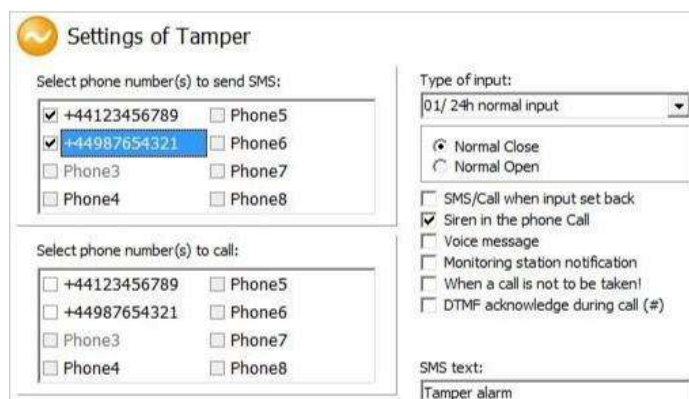 Settings of Tamper
Select phone number(s) to send SMS:
+44123456789 Phone5
+44987654321 Phone6
Phone3 Phone7
Phone4 Phone8
Select phone number(s) to call:
+44123456789 Phone5
+44987654321 Phone6
Phone3 Phone7
Phone4 Phone8
Type of input:
01/ 24h normal input
Normal Close
Normal Open
SMS/Call when input set back
Siren in the phone Call
Voice message
Monitoring station notification
When a call is not to be taken!
DTMF acknowledge during call (#)
SMS text:
Tamper alarm